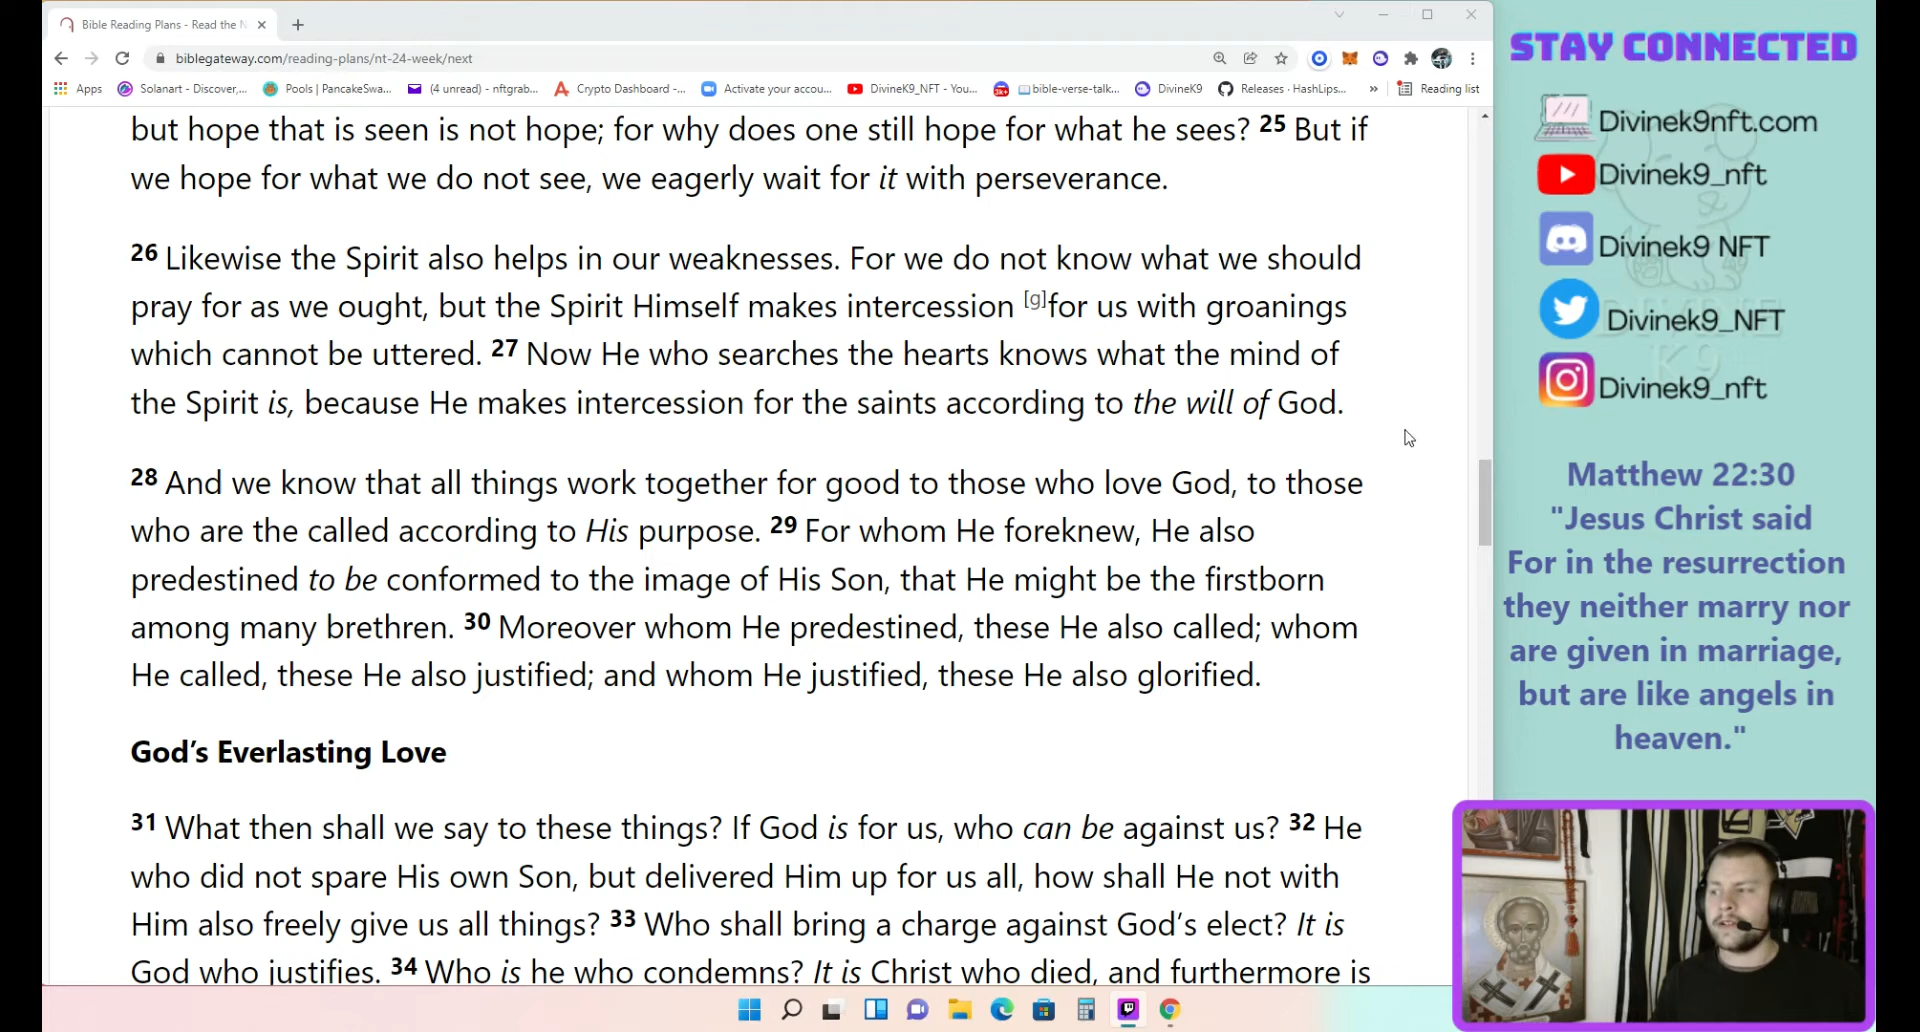 Bible Reading Plans - Read the N
biblegateway.com/reading-plans/nt-24-week/next
Apps Solanart - Discover,... Pools | PancakeSwa... (4 unread) - nftgrab... Crypto Dashboard -... Activate your accou... DivineK9_NFT - You... bible-verse-talk... DivineK9 Releases · HashLips... » Reading list
but hope that is seen is not hope; for why does one still hope for what he sees? 25 But if
we hope for what we do not see, we eagerly wait for it with perseverance.
26 Likewise the Spirit also helps in our weaknesses. For we do not know what we should
pray for as we ought, but the Spirit Himself makes intercession [g]for us with groanings
which cannot be uttered. 27 Now He who searches the hearts knows what the mind of
the Spirit is, because He makes intercession for the saints according to the will of God.
28 And we know that all things work together for good to those who love God, to those
who are the called according to His purpose. 29 For whom He foreknew, He also
predestined to be conformed to the image of His Son, that He might be the firstborn
among many brethren. 30 Moreover whom He predestined, these He also called; whom
He called, these He also justified; and whom He justified, these He also glorified.
God's Everlasting Love
31 What then shall we say to these things? If God is for us, who can be against us? 32 He
who did not spare His own Son, but delivered Him up for us all, how shall He not with
Him also freely give us all things? 33 Who shall bring a charge against God's elect? It is
God who justifies. 34 Who is he who condemns? It is Christ who died, and furthermore is
STAY CONNECTED
Divinek9nft.com
Divinek9_nft
Divinek9 NFT
Divinek9_NFT
Divinek9_nft
DIVINE
K9
Matthew 22:30
"Jesus Christ said
For in the resurrection
they neither marry nor
are given in marriage,
but are like angels in
heaven."